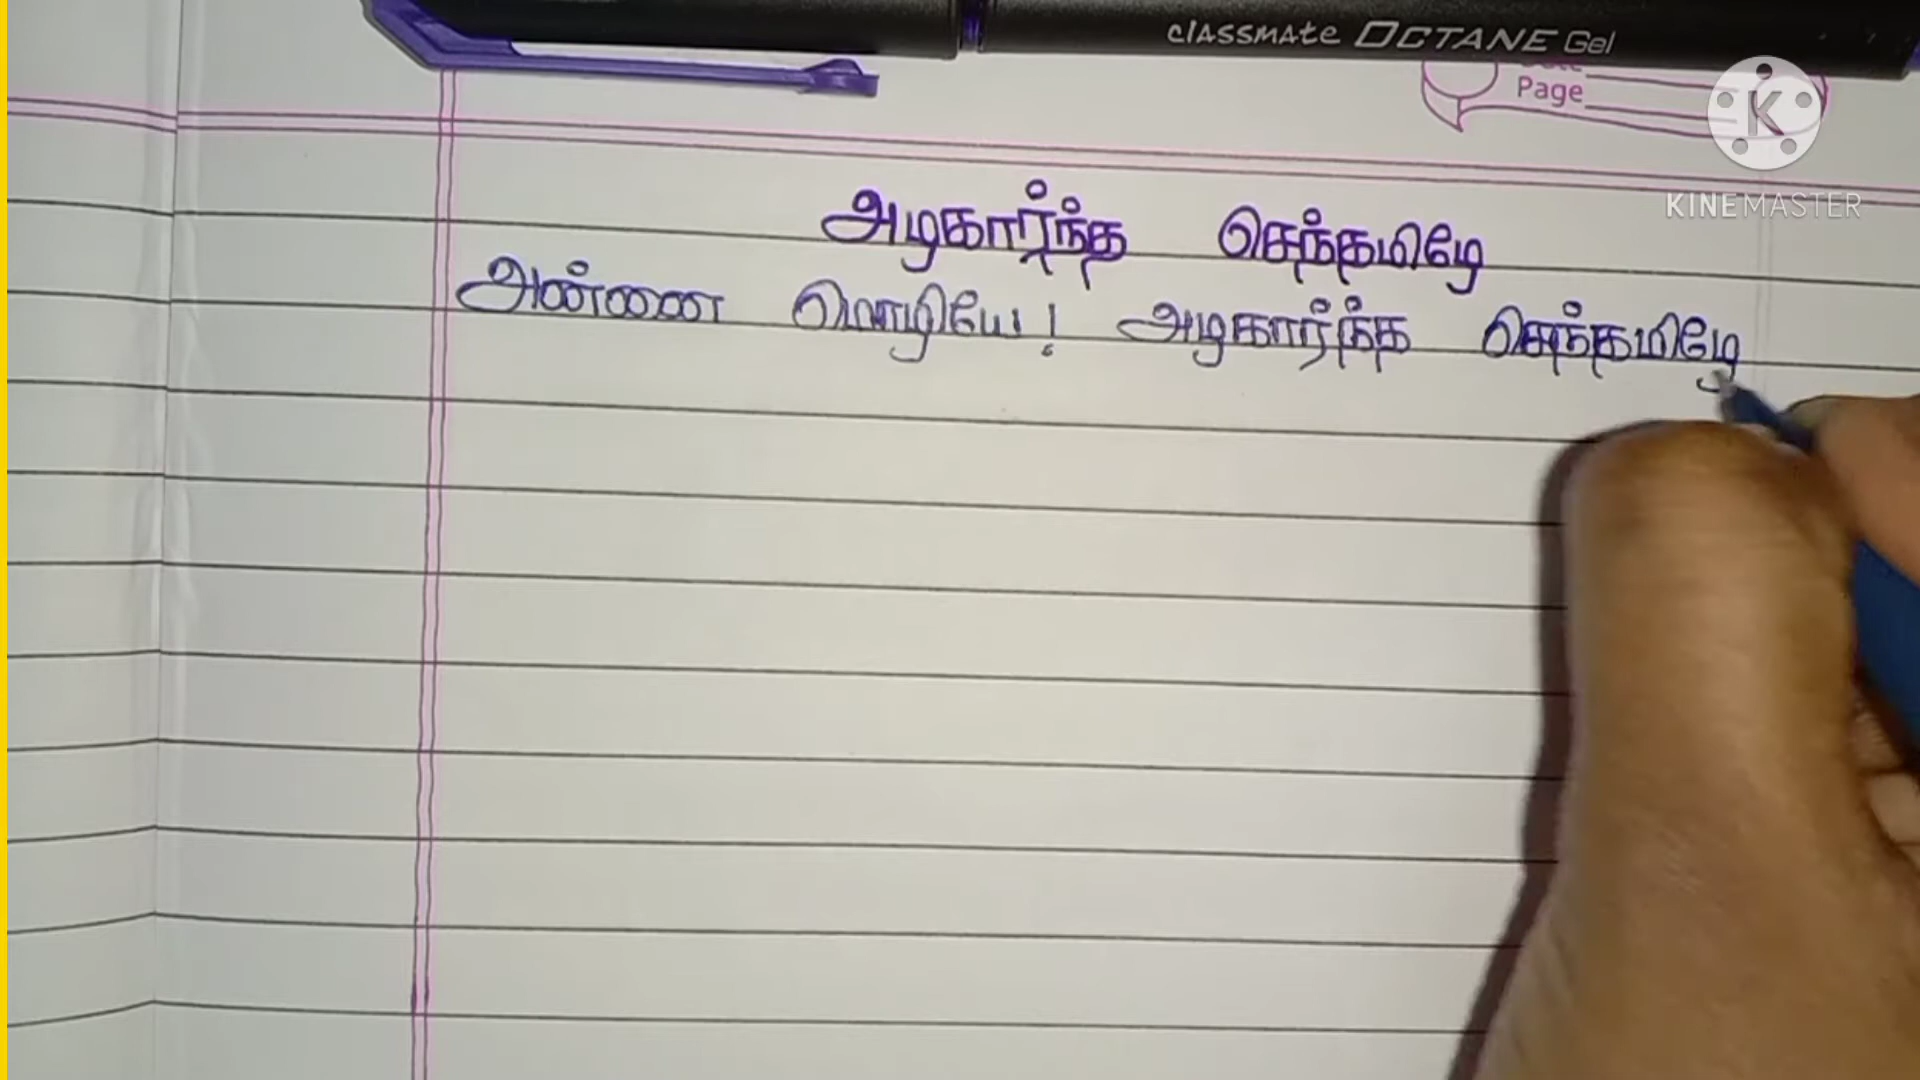 classmate OCTANE Gel
Page
KINEMASTER
அழகார்ந்த செந்தமிழே
அன்னை மொழியே! அழகார்ந்த செந்தமிழே